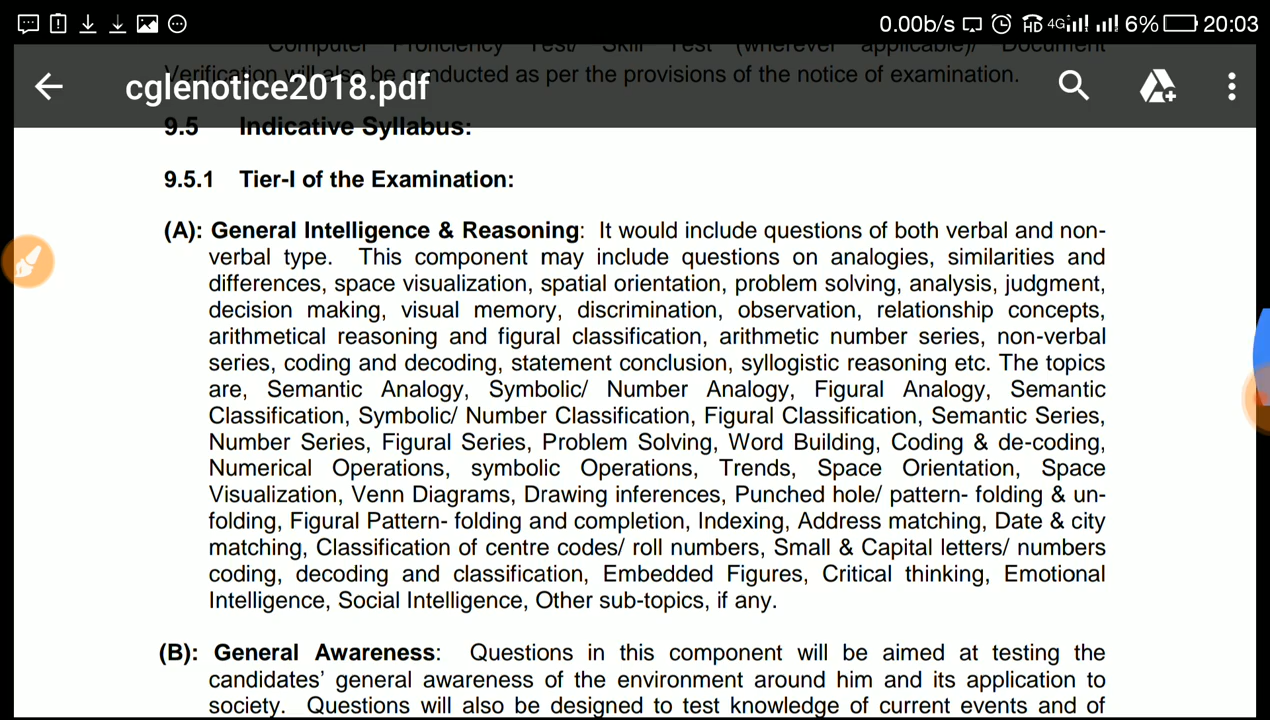 0.00b/s HD 4G 6% 20:03
Computer Proficiency Test/ Skill Test (wherever applicable)/ Document
Verification will also be conducted as per the provisions of the notice of examination.
cglenotice2018.pdf
9.5 Indicative Syllabus:
9.5.1 Tier-I of the Examination:
(A): General Intelligence & Reasoning: It would include questions of both verbal and non-
verbal type. This component may include questions on analogies, similarities and
differences, space visualization, spatial orientation, problem solving, analysis, judgment,
decision making, visual memory, discrimination, observation, relationship concepts,
arithmetical reasoning and figural classification, arithmetic number series, non-verbal
series, coding and decoding, statement conclusion, syllogistic reasoning etc. The topics
are, Semantic Analogy, Symbolic/ Number Analogy, Figural Analogy, Semantic
Classification, Symbolic/ Number Classification, Figural Classification, Semantic Series,
Number Series, Figural Series, Problem Solving, Word Building, Coding & de-coding,
Numerical Operations, symbolic Operations, Trends, Space Orientation, Space
Visualization, Venn Diagrams, Drawing inferences, Punched hole/ pattern- folding & un-
folding, Figural Pattern- folding and completion, Indexing, Address matching, Date & city
matching, Classification of centre codes/ roll numbers, Small & Capital letters/ numbers
coding, decoding and classification, Embedded Figures, Critical thinking, Emotional
Intelligence, Social Intelligence, Other sub-topics, if any.
(B): General Awareness: Questions in this component will be aimed at testing the
candidates' general awareness of the environment around him and its application to
society. Questions will also be designed to test knowledge of current events and of